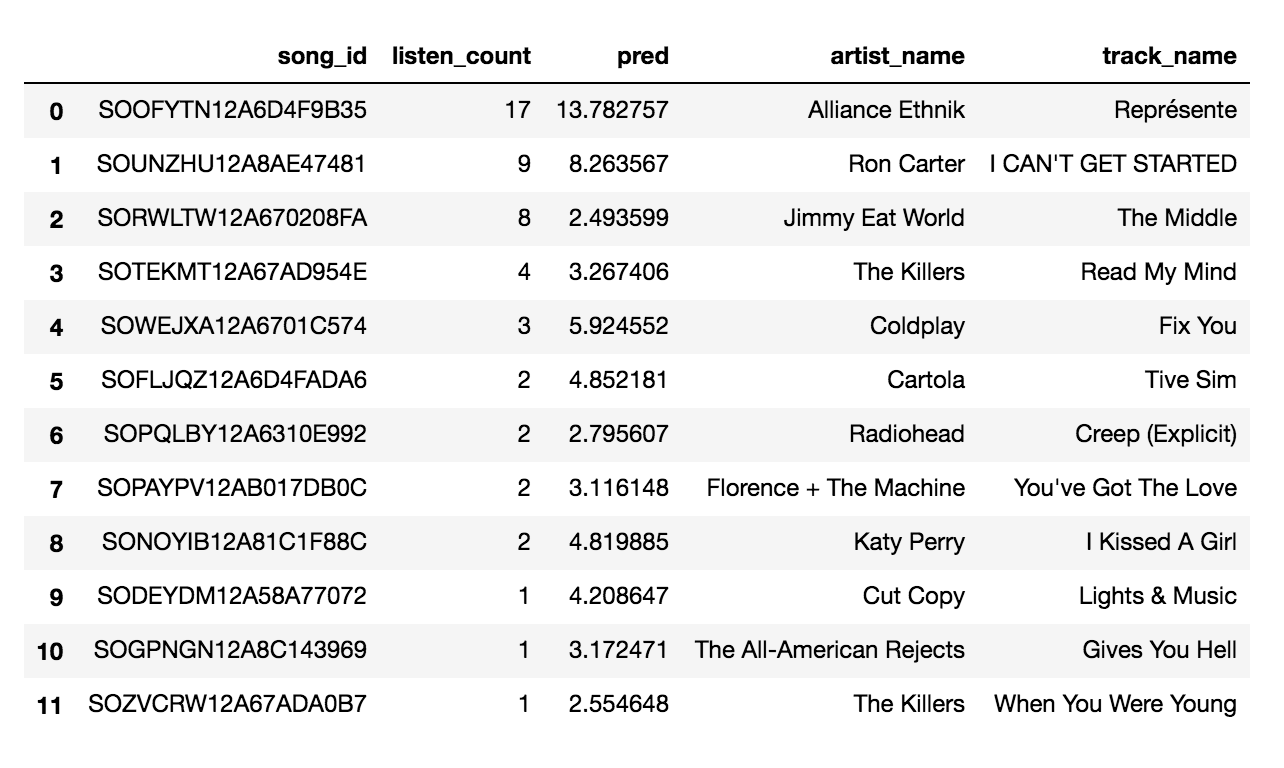 song_id listen_count pred artist_name track_name
0 SOOFYTN12A6D4F9B35 17 13.782757 Alliance Ethnik Représente
1 SOUNZHU12A8AE47481 9 8.263567 Ron Carter I CAN'T GET STARTED
2 SORWLTW12A670208FA 8 2.493599 Jimmy Eat World The Middle
3 SOTEKMT12A67AD954E 4 3.267406 The Killers Read My Mind
4 SOWEJXA12A6701C574 3 5.924552 Coldplay Fix You
5 SOFLJQZ12A6D4FADA6 2 4.852181 Cartola Tive Sim
6 SOPQLBY12A6310E992 2 2.795607 Radiohead Creep (Explicit)
7 SOPAYPV12AB017DB0C 2 3.116148 Florence + The Machine You've Got The Love
8 SONOYIB12A81C1F88C 2 4.819885 Katy Perry I Kissed A Girl
9 SODEYDM12A58A77072 1 4.208647 Cut Copy Lights & Music
10 SOGPNGN12A8C143969 1 3.172471 The All-American Rejects Gives You Hell
11 SOZVCRW12A67ADA0B7 1 2.554648 The Killers When You Were Young